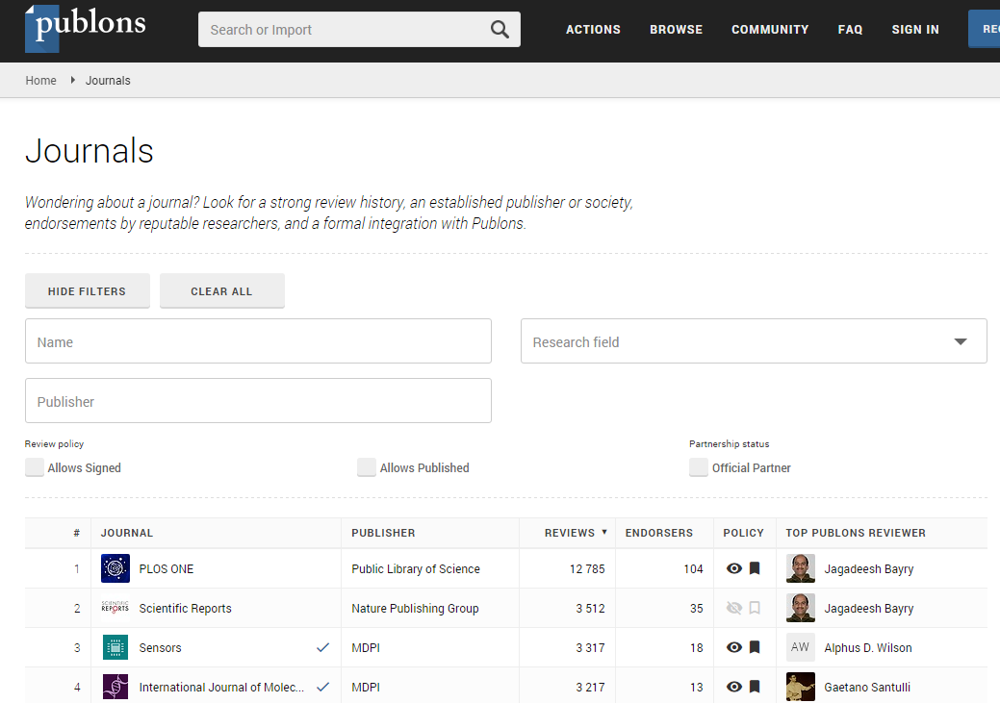 publons
Search or Import
ACTIONS BROWSE COMMUNITY FAQ SIGN IN
Home Journals
Journals
Wondering about a journal? Look for a strong review history, an established publisher or society,
endorsements by reputable researchers, and a formal integration with Publons.
HIDE FILTERS CLEAR ALL
Name Research field
Publisher
Review policy Partnership status
Allows Signed Allows Published Official Partner
# JOURNAL PUBLISHER REVIEWS ▼ ENDORSERS POLICY TOP PUBLONS REVIEWER
1 PLOS ONE Public Library of Science 12 785 104 Jagadeesh Bayry
SCIENTIFIC
2 REPORTS Scientific Reports Nature Publishing Group 3 512 35 Jagadeesh Bayry
3 Sensors ✓ MDPI 3 317 18 AW Alphus D. Wilson
4 International Journal of Molec... ✓ MDPI 3 217 13 Gaetano Santulli